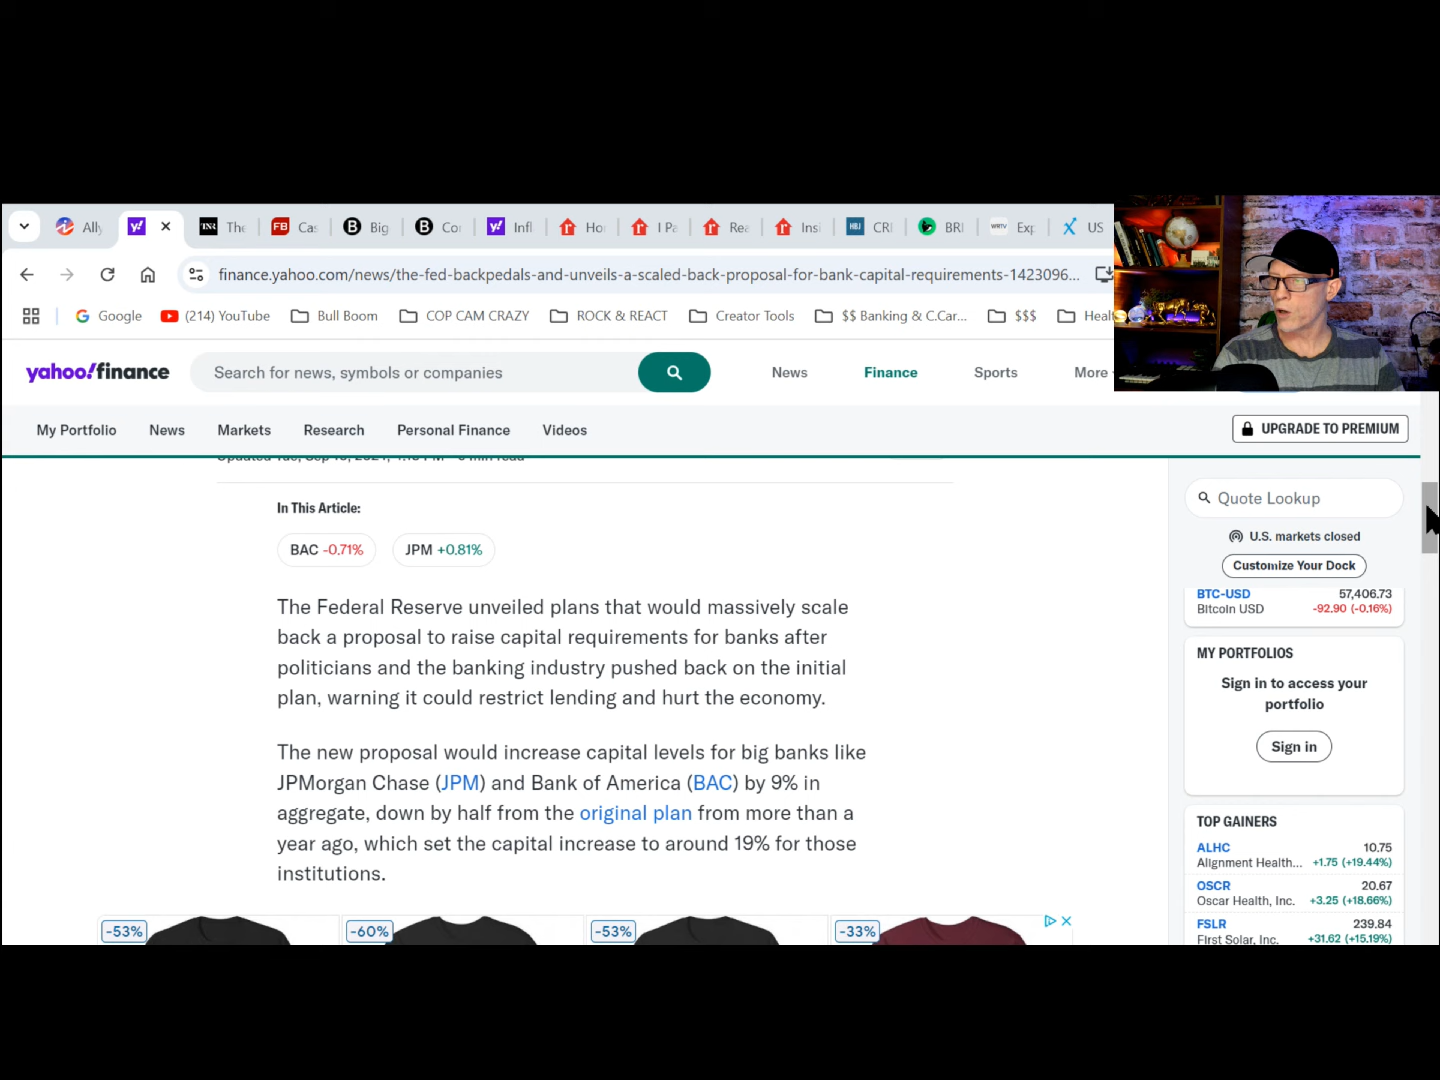 Ally
The
FB
Cas
B
Big
B
Co
Infl
Ho
I Pa
Rea
Insi
HBJ
CRI
BRI
WRTV
Exp
US
finance.yahoo.com/news/the-fed-backpedals-and-unveils-a-scaled-back-proposal-for-bank-capital-requirements-1423096...
Google
(214) YouTube
Bull Boom
COP CAM CRAZY
ROCK & REACT
Creator Tools
$$ Banking & C.Car...
$$$
Heal
yahoo!finance
Search for news, symbols or companies
News
Finance
Sports
More
My Portfolio
News
Markets
Research
Personal Finance
Videos
UPGRADE TO PREMIUM
In This Article:
BAC -0.71%
JPM +0.81%
The Federal Reserve unveiled plans that would massively scale
back a proposal to raise capital requirements for banks after
politicians and the banking industry pushed back on the initial
plan, warning it could restrict lending and hurt the economy.
The new proposal would increase capital levels for big banks like
JPMorgan Chase (JPM) and Bank of America (BAC) by 9% in
aggregate, down by half from the original plan from more than a
year ago, which set the capital increase to around 19% for those
institutions.
-53%
-60%
-53%
-33%
Quote Lookup
U.S. markets closed
Customize Your Dock
BTC-USD 57,406.73
Bitcoin USD -92.90 (-0.16%)
MY PORTFOLIOS
Sign in to access your
portfolio
Sign in
TOP GAINERS
ALHC 10.75
Alignment Health... +1.75 (+19.44%)
OSCR 20.67
Oscar Health, Inc. +3.25 (+18.66%)
FSLR 239.84
First Solar, Inc. +31.62 (+15.19%)